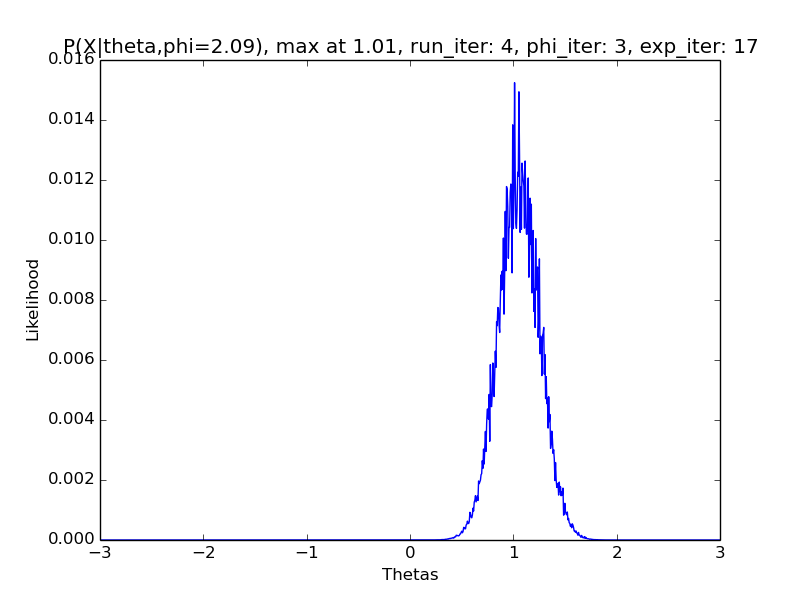 P(X|theta,phi=2.09), max at 1.01, run_iter: 4, phi_iter: 3, exp_iter: 17
0.016
0.014
0.012
0.010
0.008
0.006
0.004
0.002
0.000
Likelihood
−3 −2 −1 0 1 2 3
Thetas